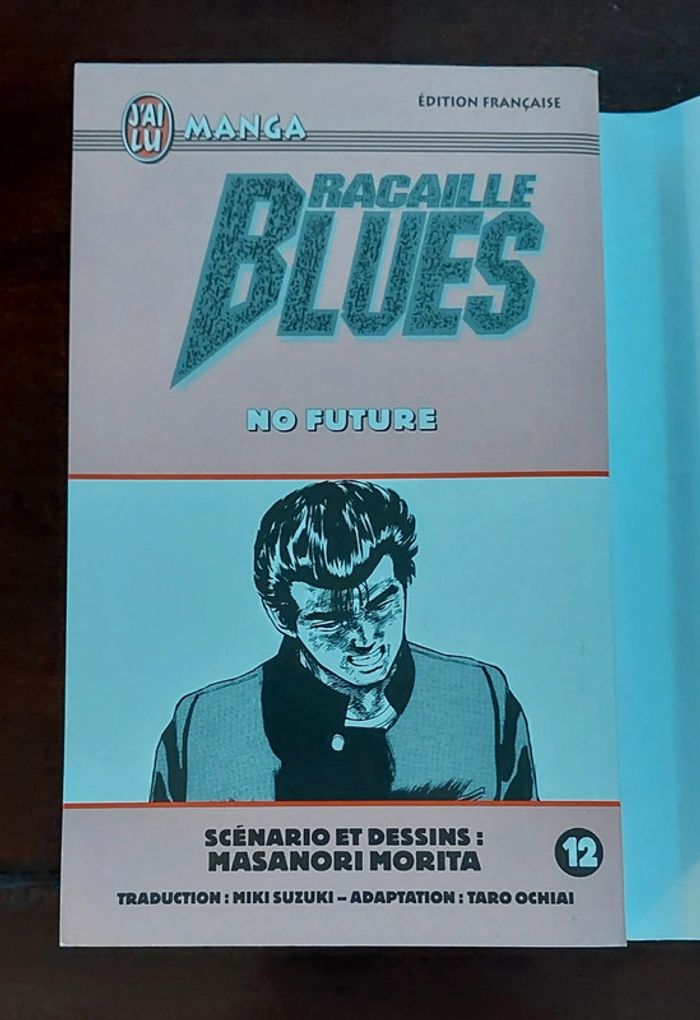 ÉDITION FRANÇAISE
J'AI
LU
MANGA
RACAILLE
BLUES
NO FUTURE
SCÉNARIO ET DESSINS :
MASANORI MORITA
12
TRADUCTION : MIKI SUZUKI – ADAPTATION : TARO OCHIAI